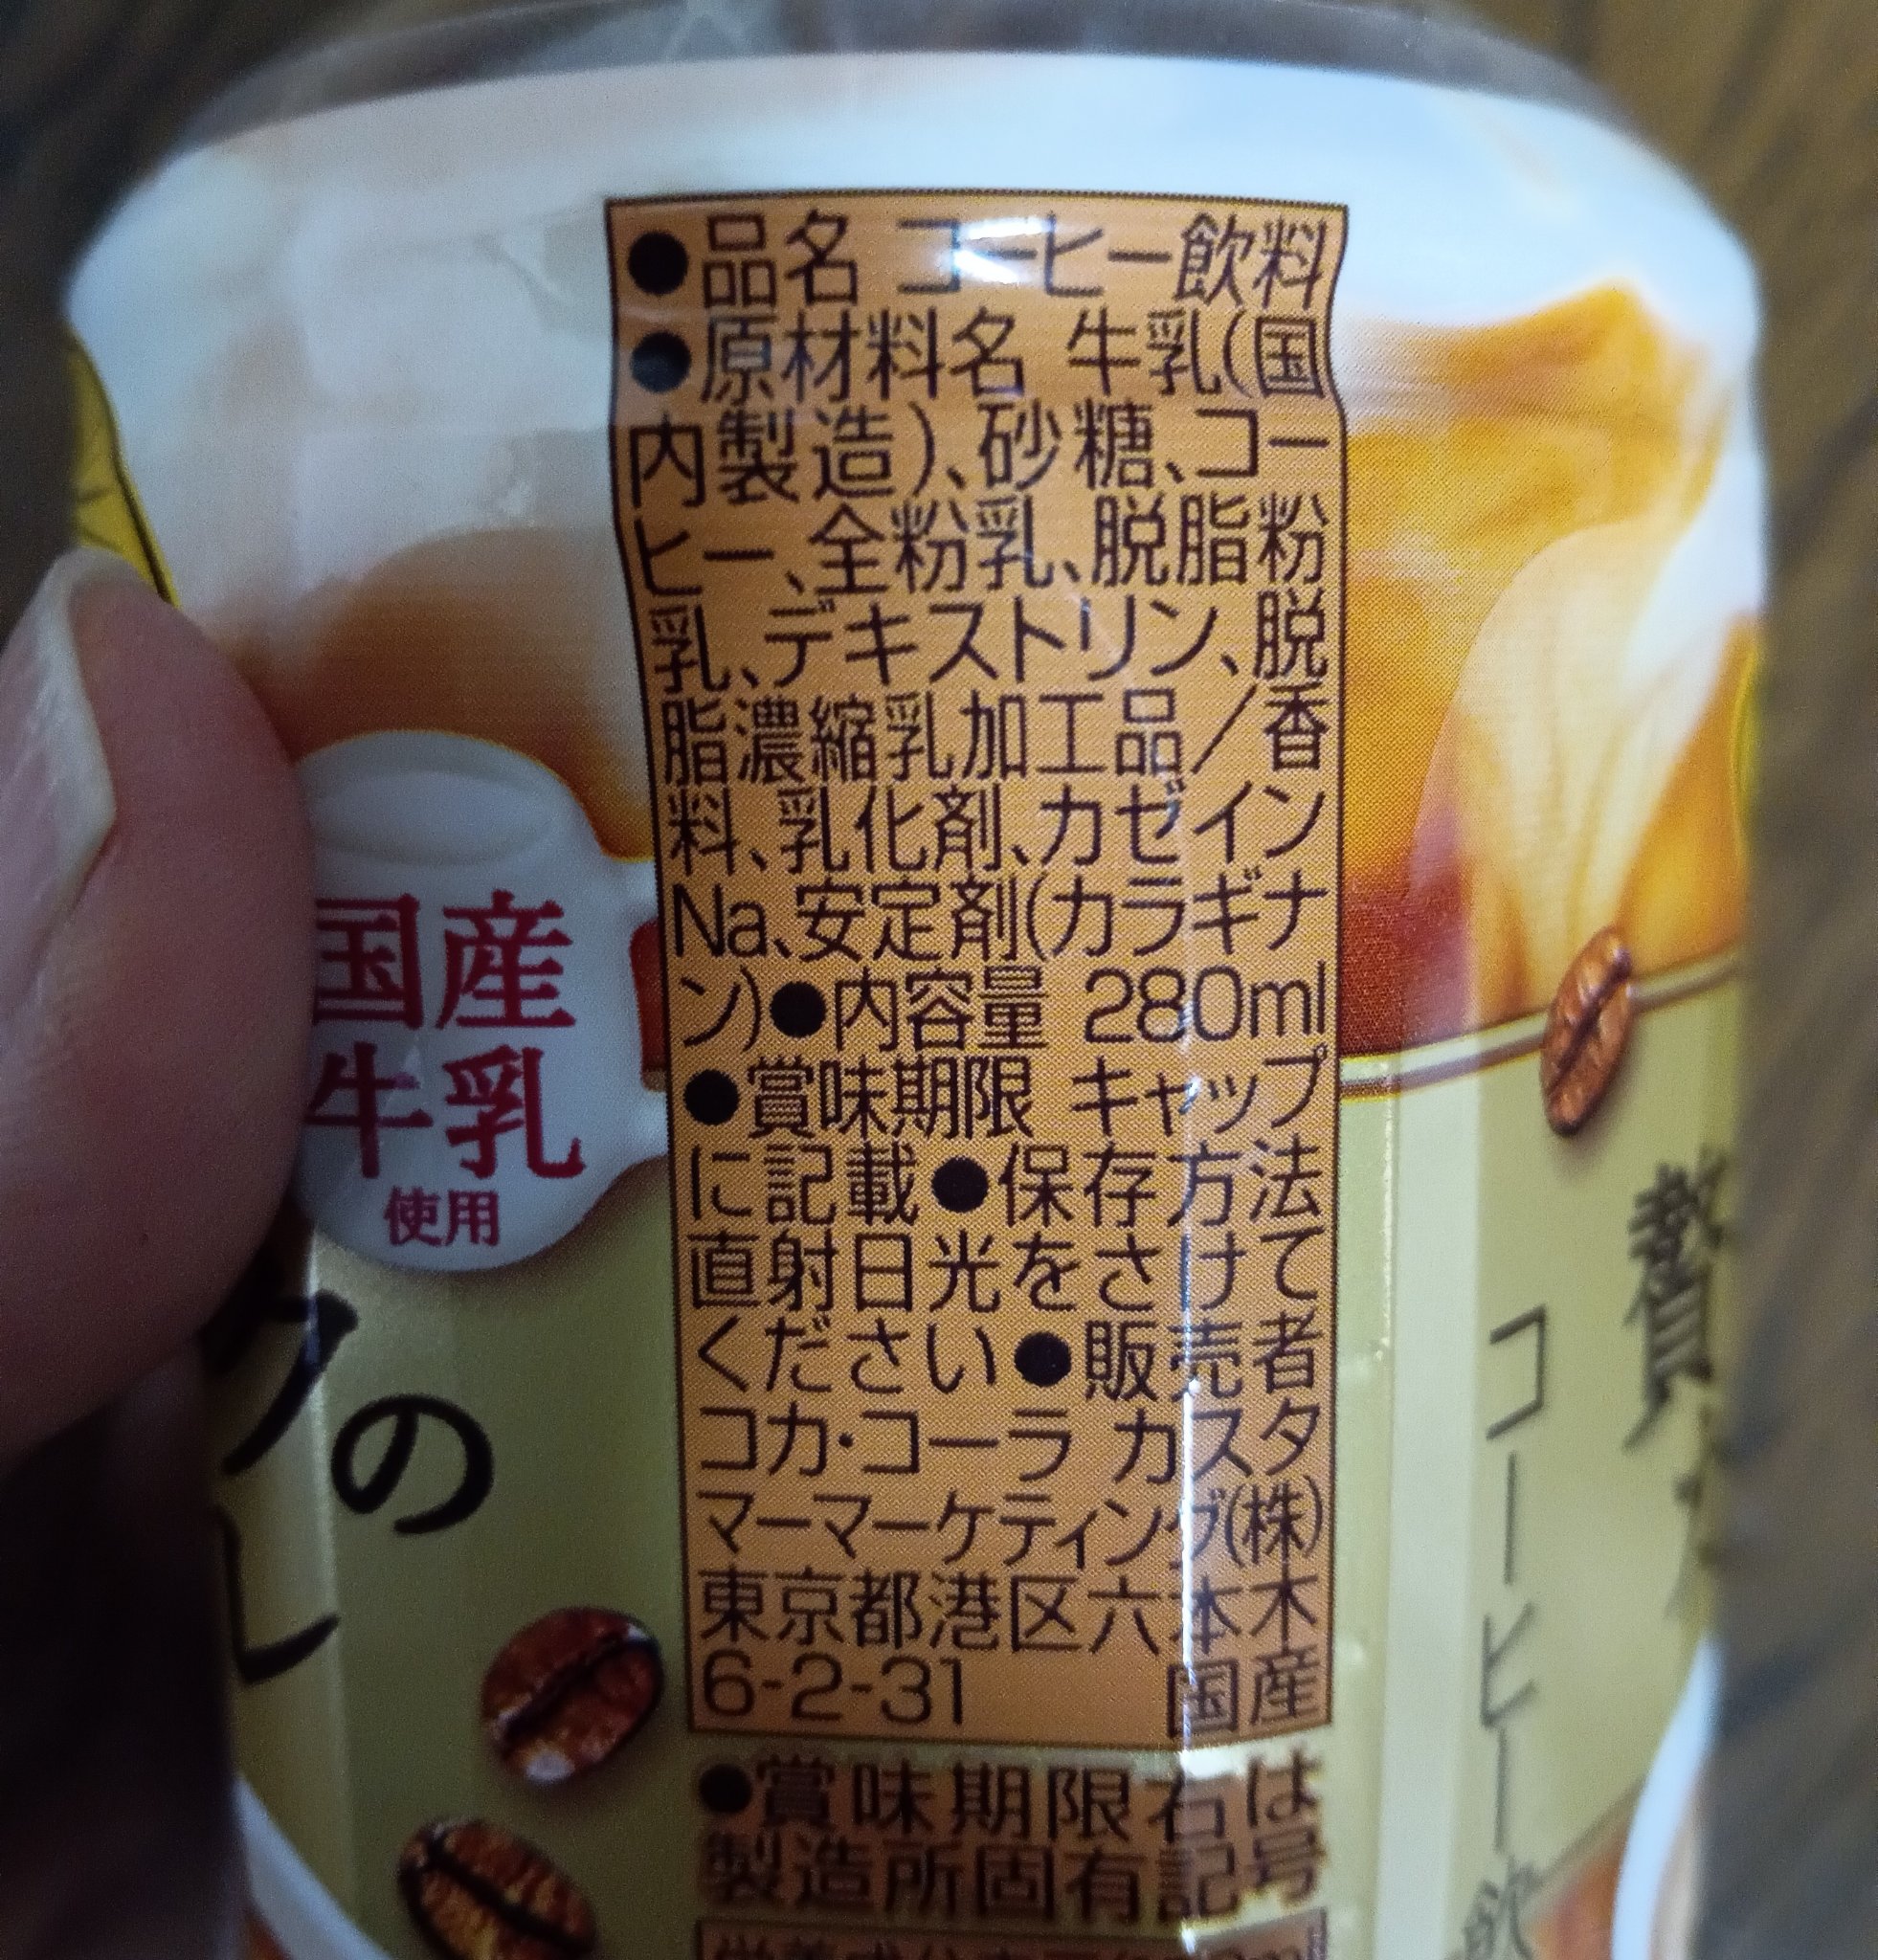 ●品名 コーヒー飲料
●原材料名 牛乳(国
内製造)、砂糖、コー
ヒー、全粉乳、脱脂粉
乳、デキストリン、脱
脂濃縮乳加工品/香
料、乳化剤、カゼイン
Na、安定剤(カラギナ
ン)●内容量 280ml
●賞味期限 キャップ
に記載●保存方法
直射日光をさけて
ください●販売者
コカ・コーラ カスタ
マーマーケティング(株)
東京都港区六本木
6-2-31 国産
●賞味期限右は
製造所固有記号
国産
牛乳
使用
の
コーヒー飲
贅